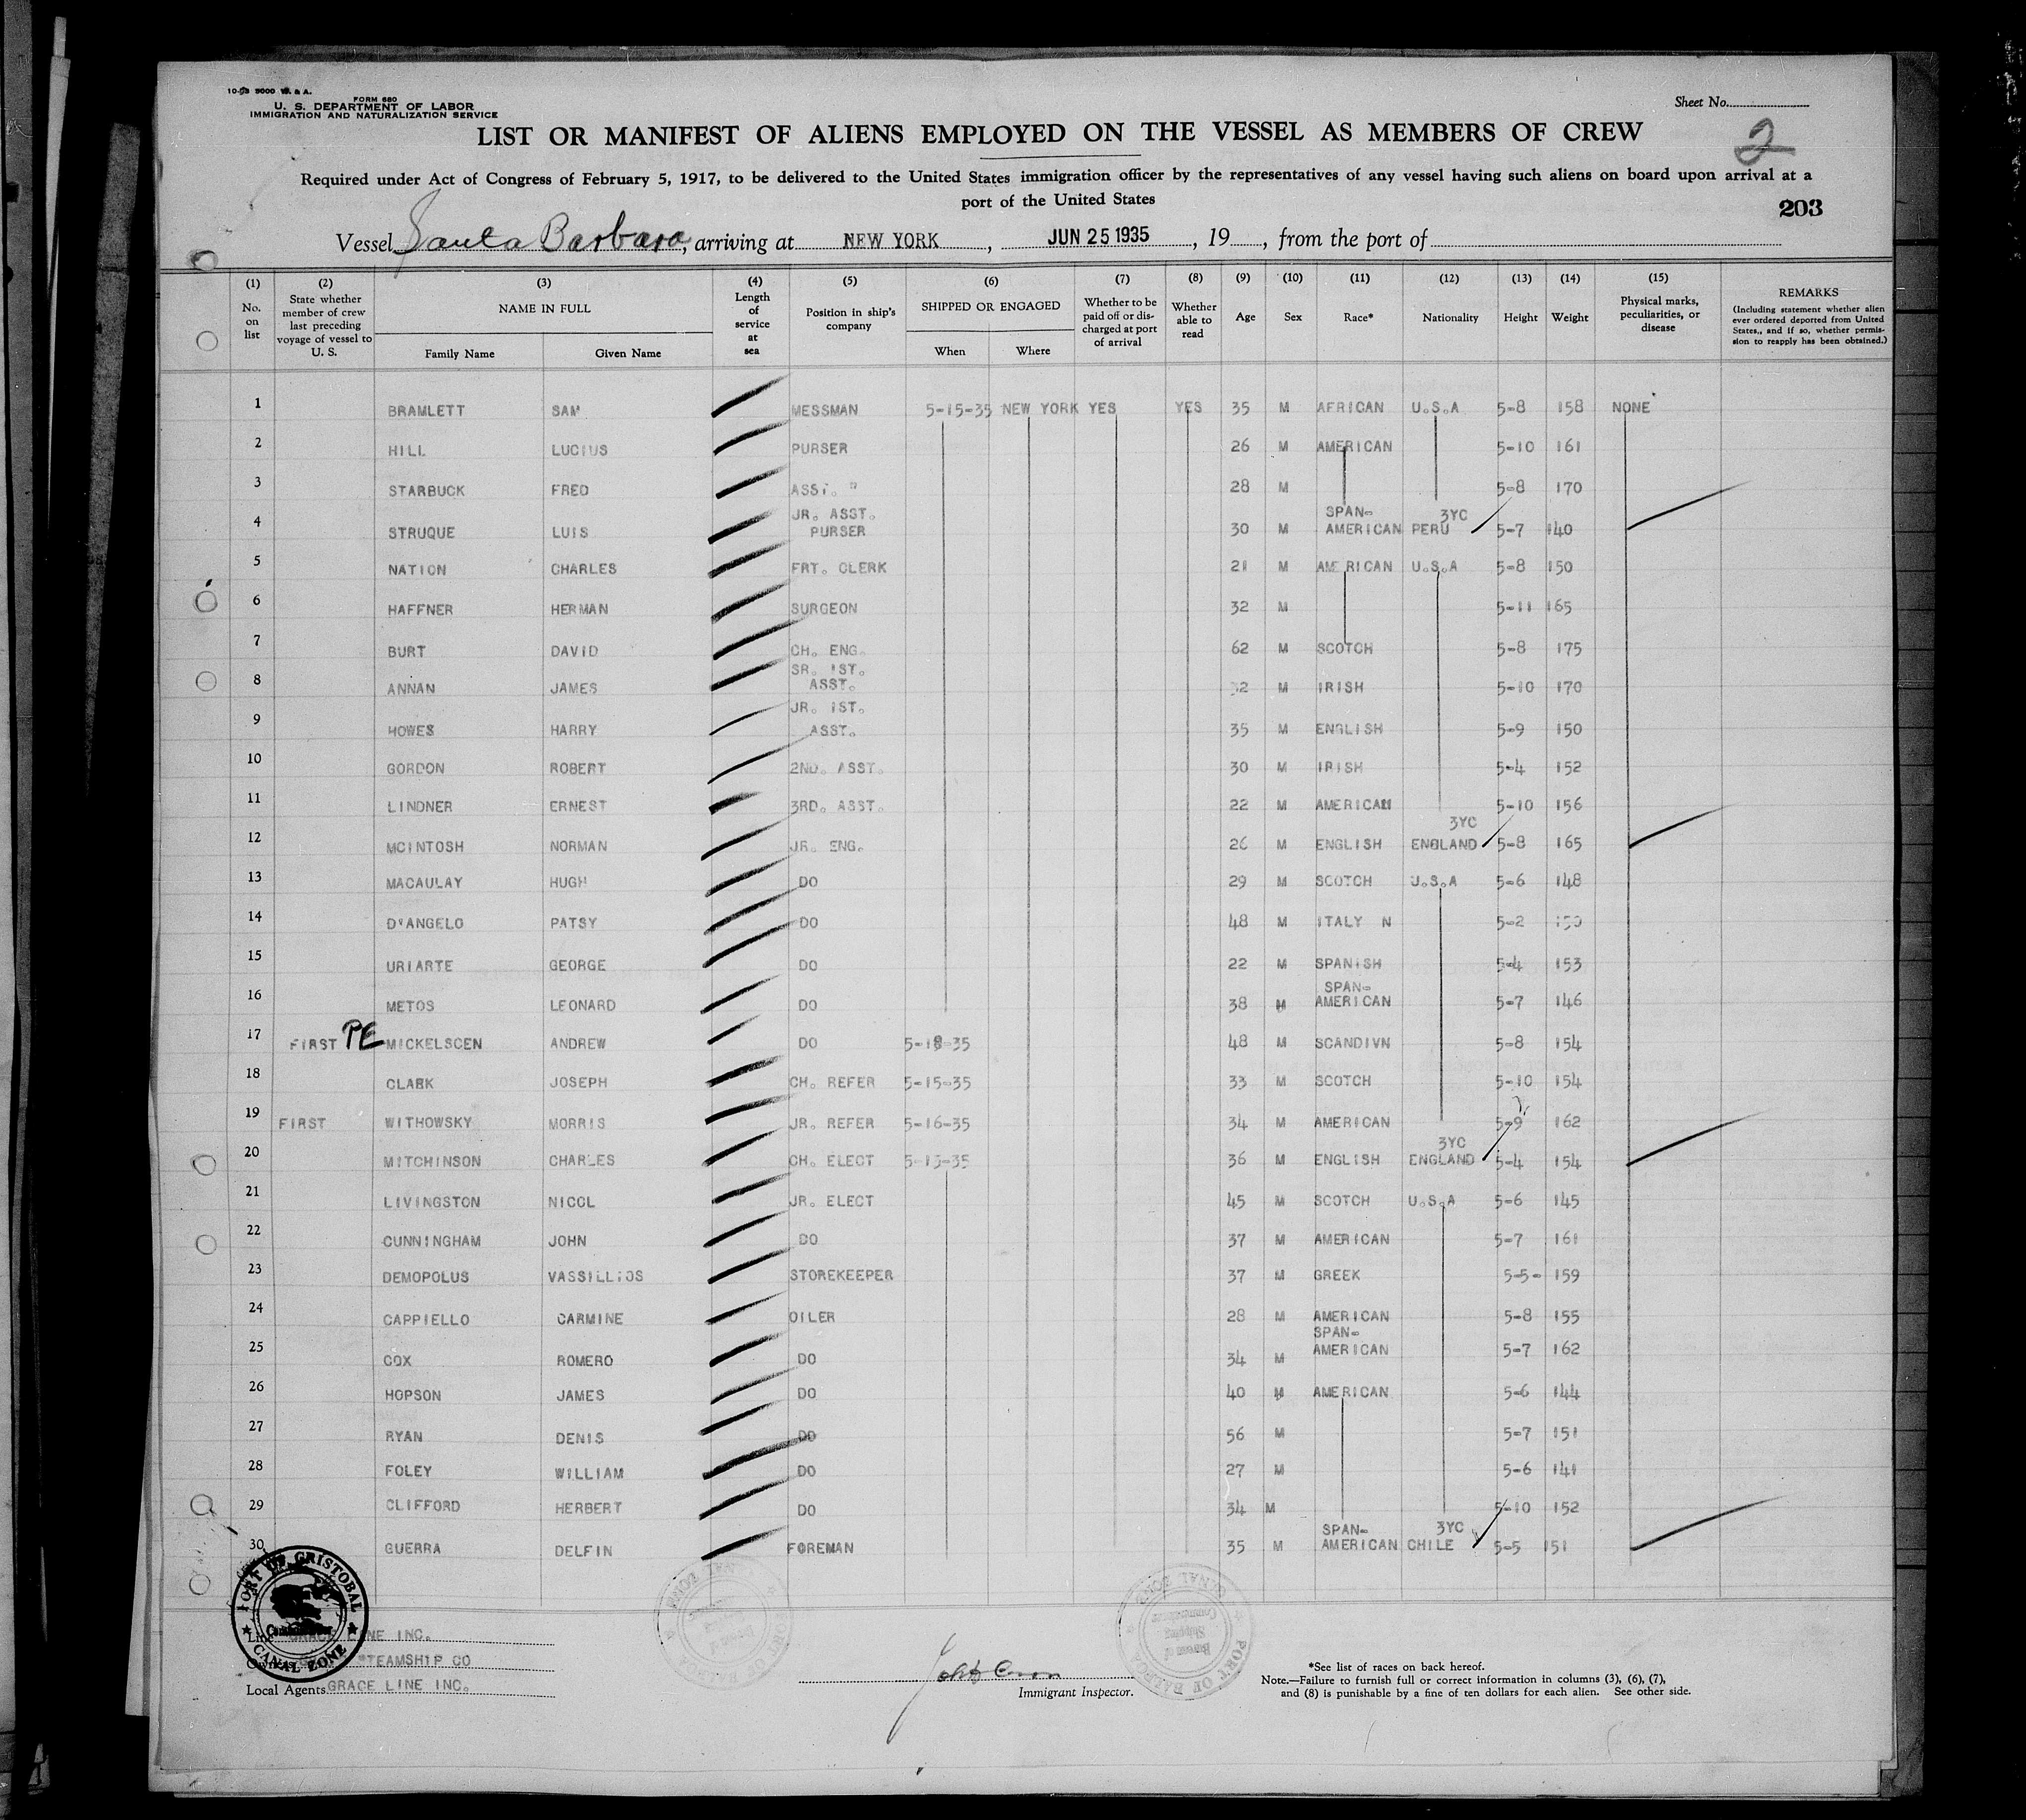 10-53 9000 W. & A.
FORM 680
U. S. DEPARTMENT OF LABOR
IMMIGRATION AND NATURALIZATION SERVICE
Sheet No.
2
LIST OR MANIFEST OF ALIENS EMPLOYED ON THE VESSEL AS MEMBERS OF CREW
Required under Act of Congress of February 5, 1917, to be delivered to the United States immigration officer by the representatives of any vessel having such aliens on board upon arrival at a
port of the United States
203
Vessel Santa Barbara, arriving at NEW YORK, JUN 25 1935, 19, from the port of
(1) (2) (3) (4) (5) (6) (7) (8) (9) (10) (11) (12) (13) (14) (15)
No. on list
State whether member of crew last preceding voyage of vessel to U. S.
NAME IN FULL
Family Name Given Name
Length of service at sea
Position in ship's company
SHIPPED OR ENGAGED
When Where
Whether to be paid off or discharged at port of arrival
Whether able to read
Age Sex Race* Nationality Height Weight
Physical marks, peculiarities, or disease
REMARKS
(Including statement whether alien ever ordered deported from United States., and if so, whether permission to reapply has been obtained.)
1 BRAMLETT SAM MESSMAN 5-15-35 NEW YORK YES YES 35 M AFRICAN U.S.A 5-8 158 NONE
2 HILL LUCIUS PURSER 26 M AMERICAN 5-10 161
3 STARBUCK FRED ASST. " 28 M 5-8 170
4 STRUQUE LUIS JR. ASST. PURSER 30 M SPAN-AMERICAN 3YC PERU 5-7 140
5 NATION CHARLES FRT. CLERK 21 M AMERICAN U.S.A 5-8 150
6 HAFFNER HERMAN SURGEON 32 M 5-11 165
7 BURT DAVID CH. ENG. 62 M SCOTCH 5-8 175
8 ANNAN JAMES SR. 1ST. ASST. 32 M IRISH 5-10 170
9 HOWES HARRY JR. 1ST. ASST. 35 M ENGLISH 5-9 150
10 GORDON ROBERT 2ND. ASST. 30 M IRISH 5-4 152
11 LINDNER ERNEST 3RD. ASST. 22 M AMERICAN 5-10 156
12 MCINTOSH NORMAN JR. ENG. 26 M ENGLISH 3YC ENGLAND 5-8 165
13 MACAULAY HUGH DO 29 M SCOTCH U.S.A 5-6 148
14 D'ANGELO PATSY DO 48 M ITALY N 5-2
15 URIARTE GEORGE DO 22 M SPANISH 5-4 153
16 METOS LEONARD DO 38 M SPAN-AMERICAN 5-7 146
17 FIRST PE MICKELSCEN ANDREW DO 5-18-35 48 M SCANDIVN 5-8 154
18 CLARK JOSEPH CH. REFER 5-15-35 33 M SCOTCH 5-10 154
19 FIRST WITHOWSKY MORRIS JR. REFER 5-16-35 34 M AMERICAN 5-9 162
20 MITCHINSON CHARLES CH. ELECT 5-15-35 36 M ENGLISH 3YC ENGLAND 5-4 154
21 LIVINGSTON NICOL JR. ELECT 45 M SCOTCH U.S.A 5-6 145
22 CUNNINGHAM JOHN DO 37 M AMERICAN 5-7 161
23 DEMOPOLUS VASSILLIOS STOREKEEPER 37 M GREEK 5-5- 159
24 CAPPIELLO CARMINE OILER 28 M AMERICAN 5-8 155
25 COX ROMERO DO 34 M SPAN-AMERICAN 5-7 162
26 HOPSON JAMES DO 40 M AMERICAN 5-6 144
27 RYAN DENIS DO 56 M 5-7 151
28 FOLEY WILLIAM DO 27 M 5-6 141
29 CLIFFORD HERBERT DO 34 M 5-10 152
30 GUERRA DELFIN FOREMAN 35 M SPAN-AMERICAN 3YC CHILE 5-5 151
PORT OF CRISTOBAL
CANAL ZONE
PORT OF BALBOA
CANAL ZONE
Bureau of Shipping Commissioner
GRACE LINE INC.
STEAMSHIP CO
Local Agents GRACE LINE INC.
Immigrant Inspector.
*See list of races on back hereof.
Note.—Failure to furnish full or correct information in columns (3), (6), (7),
and (8) is punishable by a fine of ten dollars for each alien. See other side.